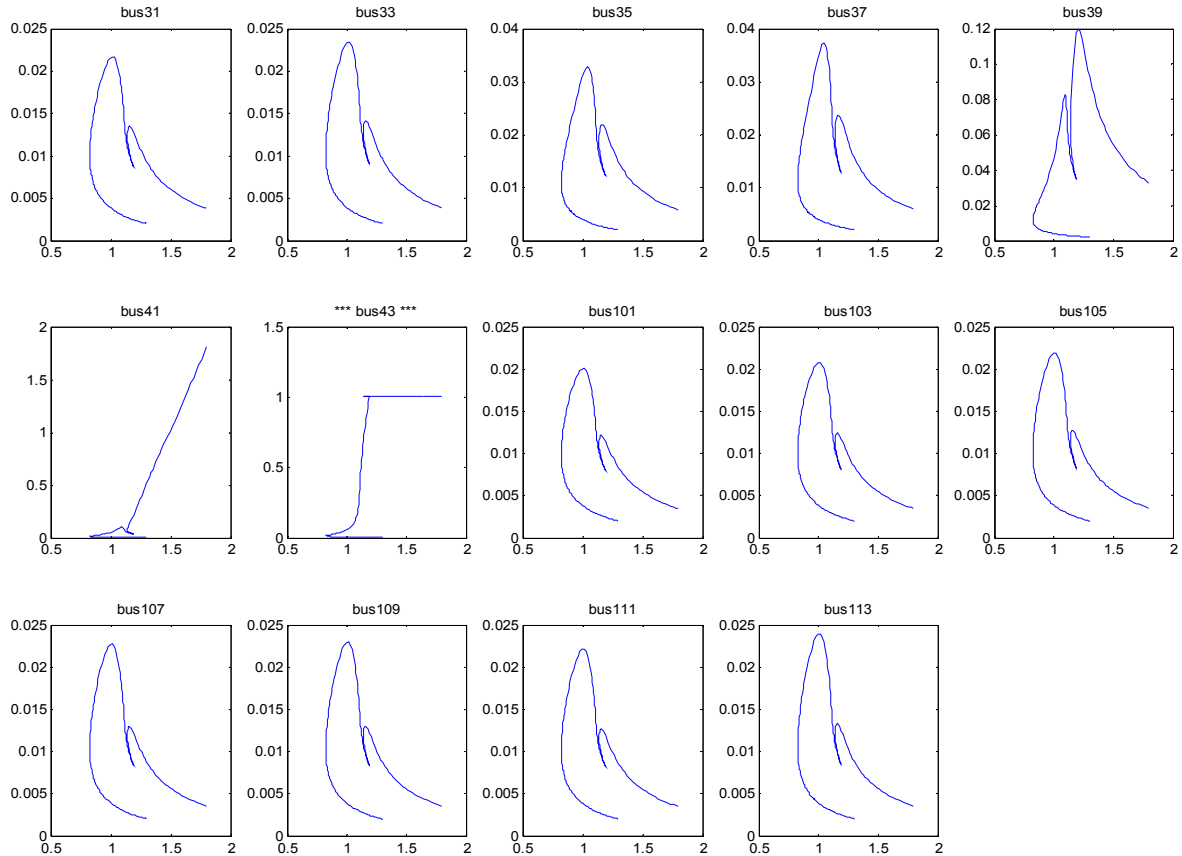 bus31 bus33 bus35 bus37 bus39
0.025 0.025 0.04 0.04 0.12
0.02 0.02 0.03 0.03 0.1
0.015 0.015 0.02 0.02 0.08
0.01 0.01 0.01 0.01 0.06
0.005 0.005 0 0 0.04
0 0 0.02
0
0.5 1 1.5 2 0.5 1 1.5 2 0.5 1 1.5 2 0.5 1 1.5 2 0.5 1 1.5 2
bus41 *** bus43 *** bus101 bus103 bus105
2 1.5 0.025 0.025 0.025
1.5 1 0.02 0.02 0.02
1 0.5 0.015 0.015 0.015
0.5 0 0.01 0.01 0.01
0 0.005 0.005 0.005
0 0 0
0.5 1 1.5 2 0.5 1 1.5 2 0.5 1 1.5 2 0.5 1 1.5 2 0.5 1 1.5 2
bus107 bus109 bus111 bus113
0.025 0.025 0.025 0.025
0.02 0.02 0.02 0.02
0.015 0.015 0.015 0.015
0.01 0.01 0.01 0.01
0.005 0.005 0.005 0.005
0 0 0 0
0.5 1 1.5 2 0.5 1 1.5 2 0.5 1 1.5 2 0.5 1 1.5 2